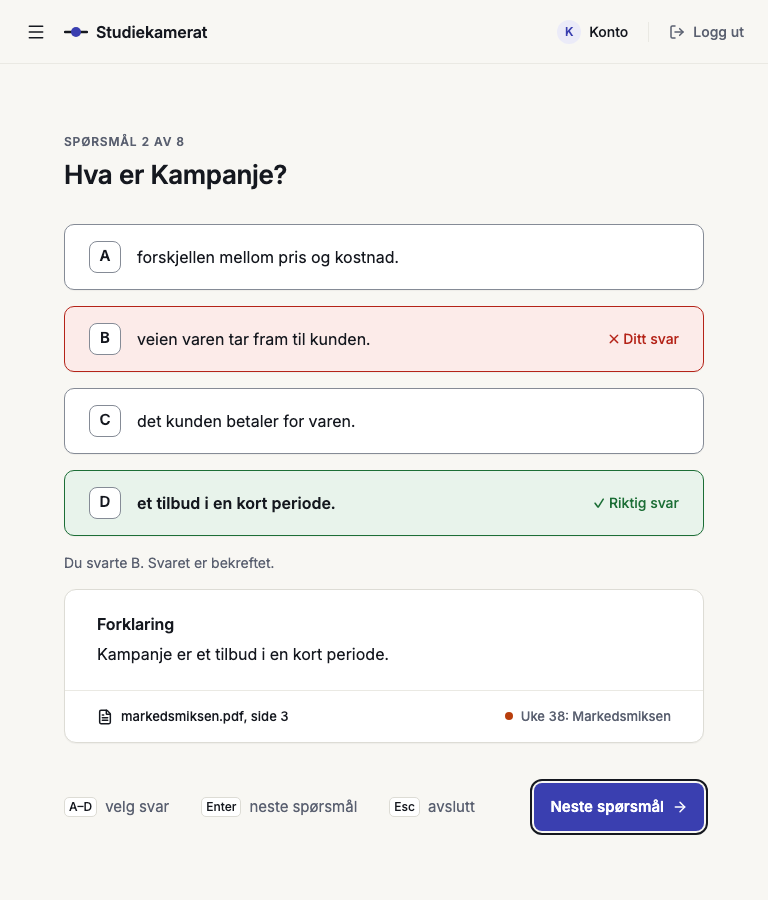 Studiekamerat
K Konto
Logg ut
SPØRSMÅL 2 AV 8
Hva er Kampanje?
A forskjellen mellom pris og kostnad.
B veien varen tar fram til kunden. Ditt svar
C det kunden betaler for varen.
D et tilbud i en kort periode. Riktig svar
Du svarte B. Svaret er bekreftet.
Forklaring
Kampanje er et tilbud i en kort periode.
markedsmiksen.pdf, side 3 Uke 38: Markedsmiksen
A–D velg svar Enter neste spørsmål Esc avslutt Neste spørsmål